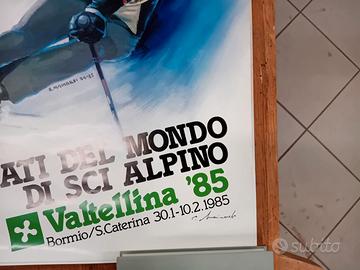 ATI DEL MONDO
DI SCI ALPINO
Valtellina '85
Bormio/S.Caterina 30.1-10.2.1985
subito